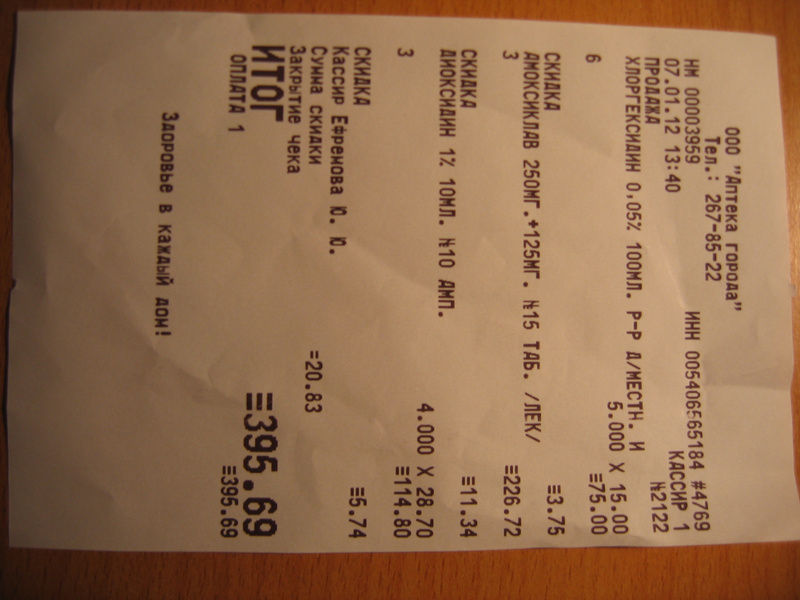 ООО "Аптека города"
Тел.: 267-85-22
НМ 00003959 ИНН 005406565184 #4769
07.01.12 13:40 КАССИР 1
ПРОДАЖА №2122
ХЛОРГЕКСИДИН 0,05% 100МЛ. Р-Р Д/МЕСТН. И
5.000 X 15.00
6 ≡75.00
СКИДКА ≡3.75
АМОКСИКЛАВ 250МГ.+125МГ. №15 ТАБ. /ЛЕК/
3 ≡226.72
СКИДКА ≡11.34
ДИОКСИДИН 1% 10МЛ. №10 АМП.
4.000 X 28.70
3 ≡114.80
СКИДКА ≡5.74
Кассир Ефремова Ю. Ю.
Сумма скидки =20.83
Закрытие чека
ИТОГ ≡395.69
ОПЛАТА 1 ≡395.69
Здоровье в каждый дом!